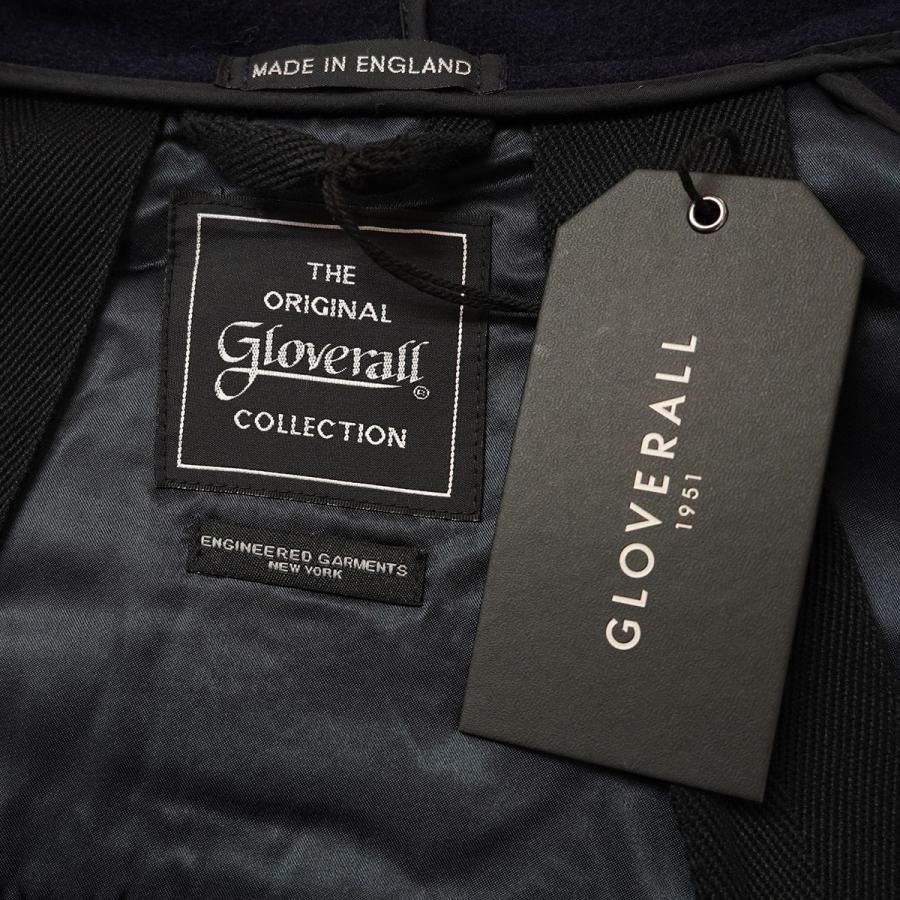 MADE IN ENGLAND
THE
ORIGINAL
Gloverall®
COLLECTION
ENGINEERED GARMENTS
NEW YORK
GLOVERALL
1951